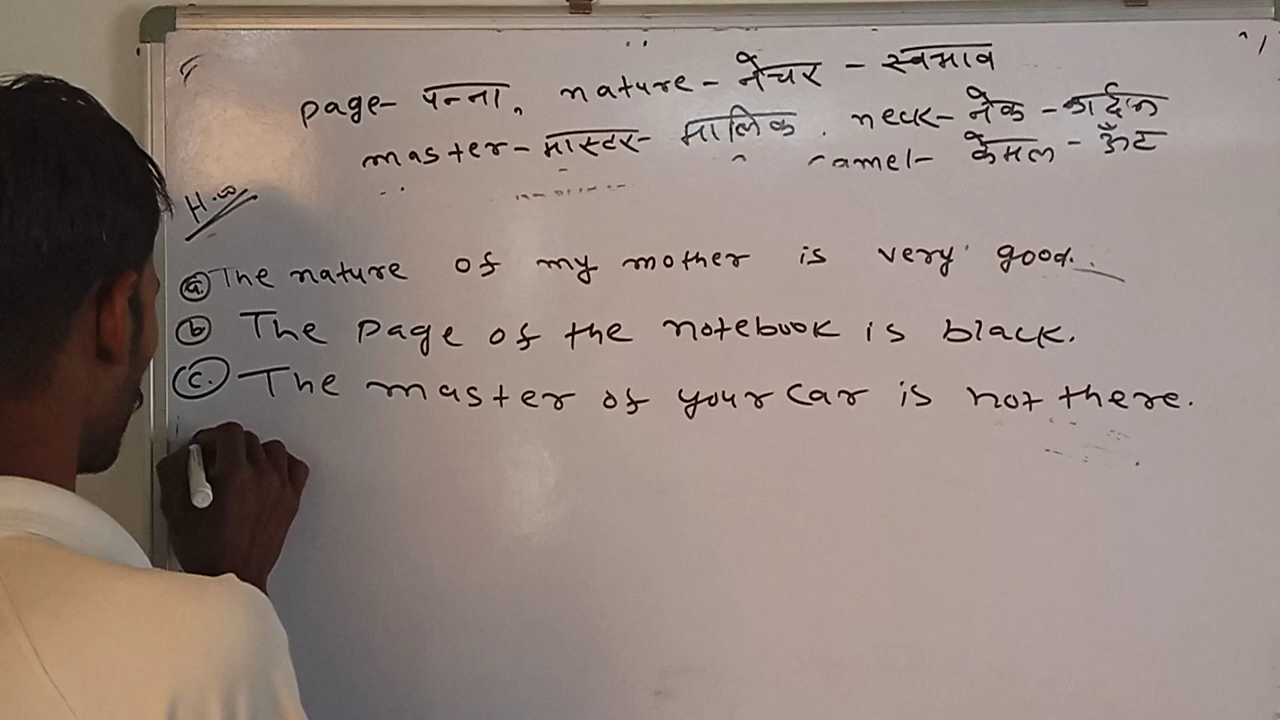 page- पन्ना, nature - नेचर - स्वभाव
master - मास्टर - मालिक. neck - नेक - गर्दन
camel - कैमल - ऊँट
H.w
(a.) The nature of my mother is very good.
(b) The page of the notebook is black.
(c.) The master of your car is not there.